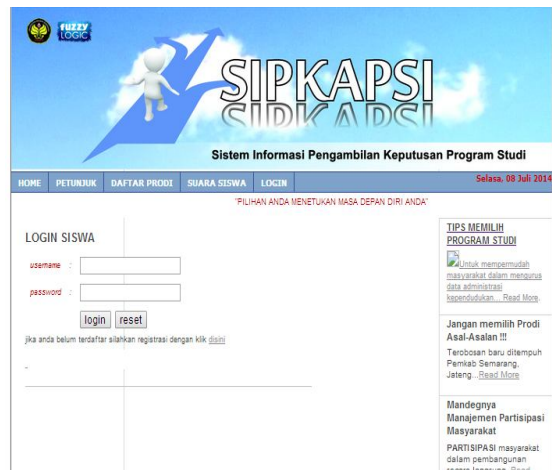 FUZZY
LOGIC
SIPKAPSI
Sistem Informasi Pengambilan Keputusan Program Studi
HOME PETUNJUK DAFTAR PRODI SUARA SISWA LOGIN
Selasa, 08 Juli 2014
"PILIHAN ANDA MENETUKAN MASA DEPAN DIRI ANDA"
LOGIN SISWA
username :
password :
login reset
jika anda belum terdaftar silahkan registrasi dengan klik disini
-
TIPS MEMILIH
PROGRAM STUDI
Untuk mempermudah
masyarakat dalam mengurus
data administrasi
kependudukan... Read More.
Jangan memilih Prodi
Asal-Asalan !!!
Terobosan baru ditempuh
Pemkab Semarang,
Jateng...Read More
Mandegnya
Manajemen Partisipasi
Masyarakat
PARTISIPASI masyarakat
dalam pembangunan